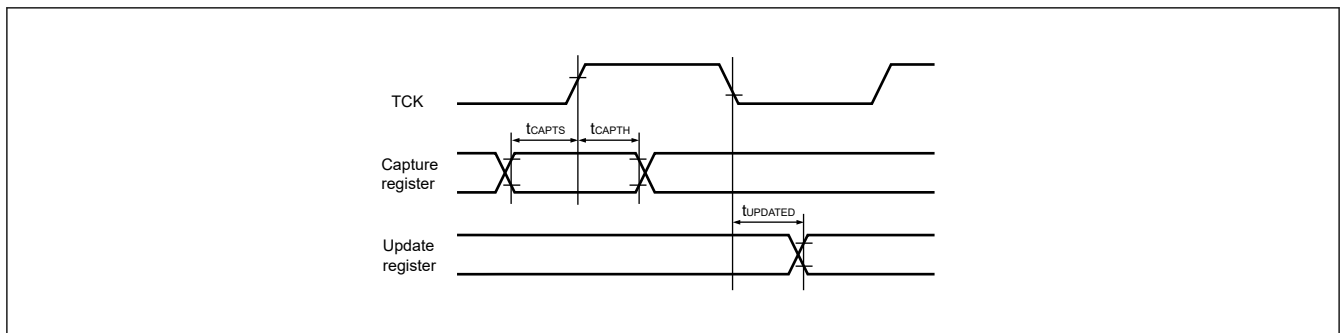 TCK
tCAPTS
tCAPTH
Capture
register
tUPDATED
Update
register